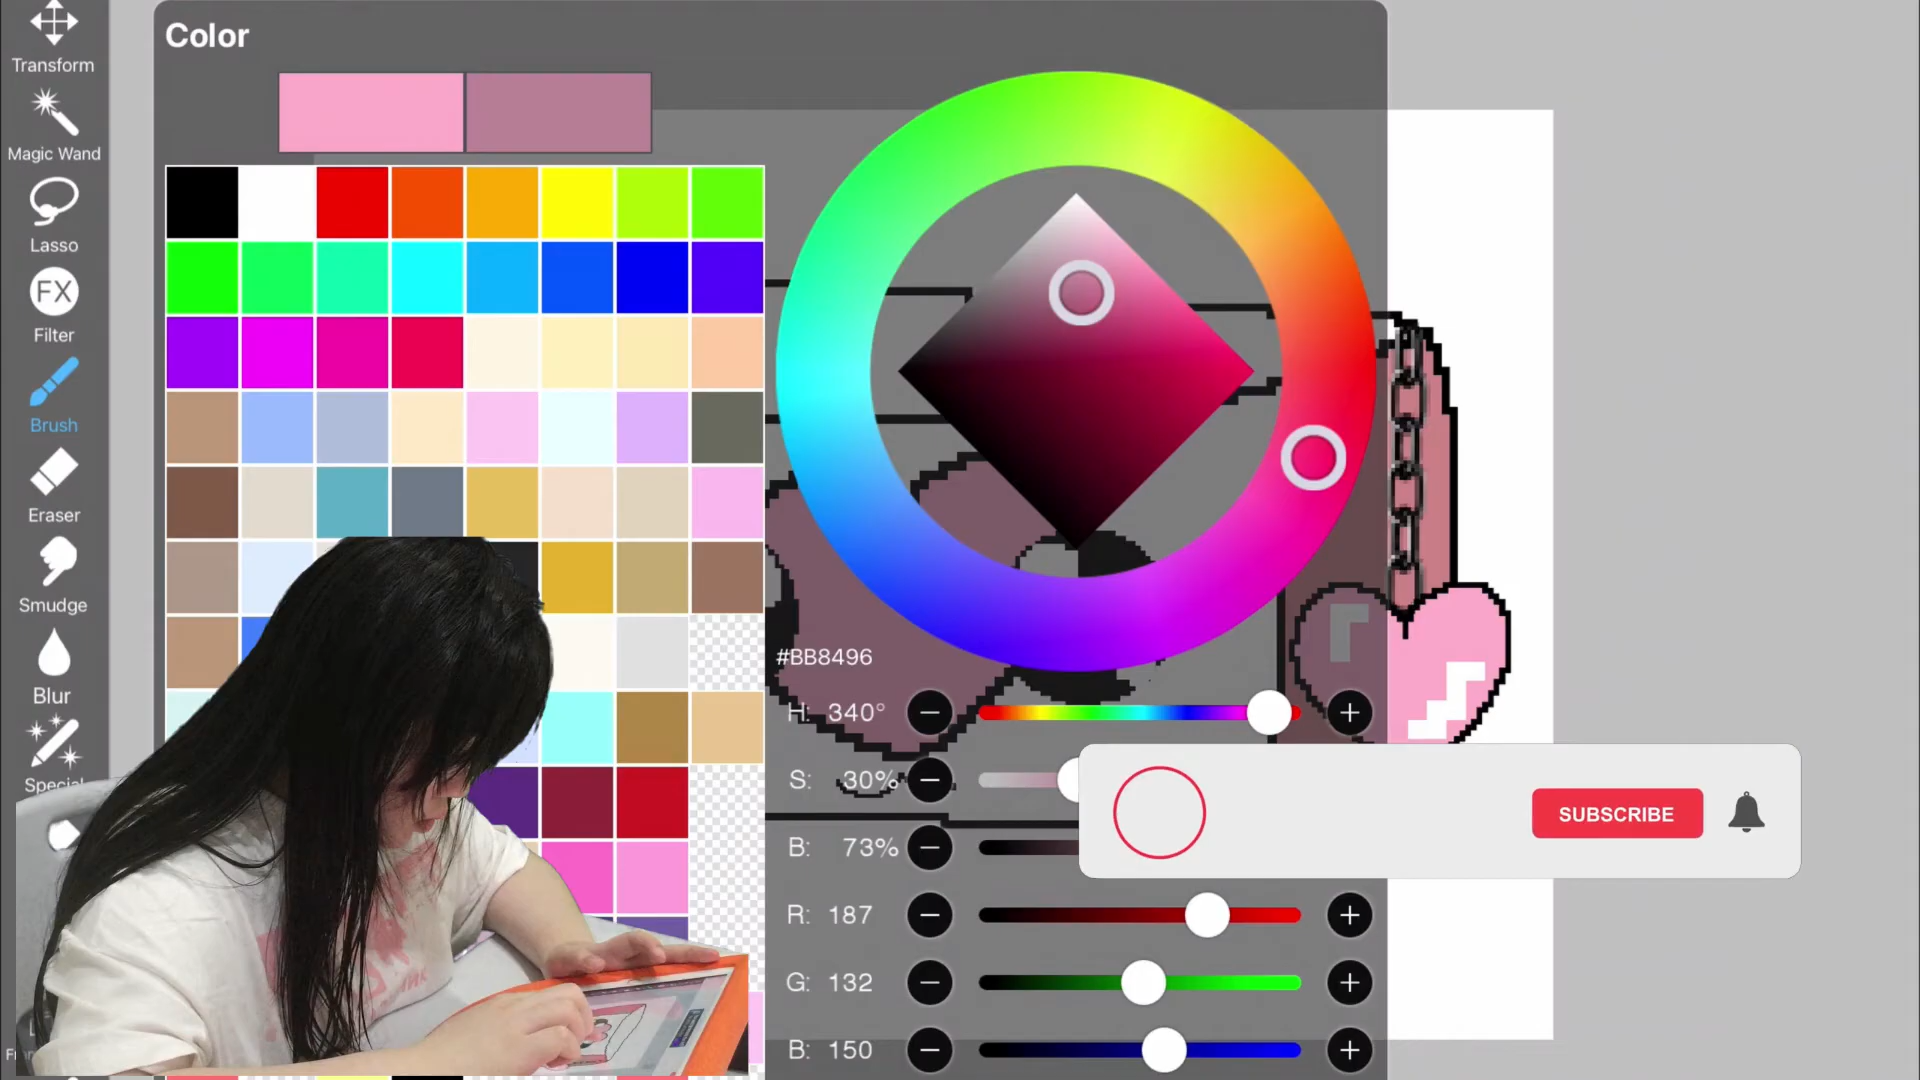 Color
Transform
Magic Wand
Lasso
Filter
FX
Brush
Eraser
Smudge
Blur
Special
#BB8496
H: 340°
S: 30%
B: 73%
R: 187
G: 132
B: 150
SUBSCRIBE